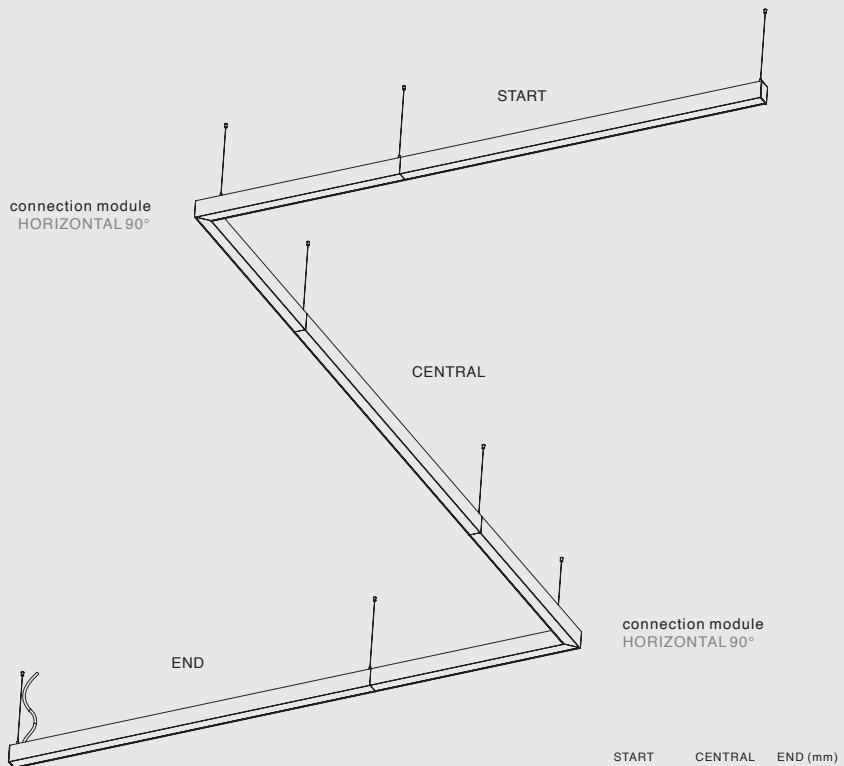 START
connection module
HORIZONTAL 90°
CENTRAL
connection module
HORIZONTAL 90°
END
START CENTRAL END (mm)